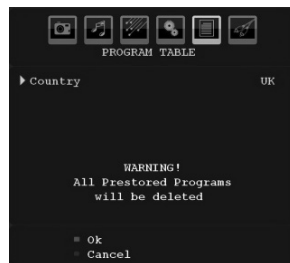 PROGRAM TABLE
Country UK
WARNING!
All Prestored Programs
will be deleted
Ok
Cancel